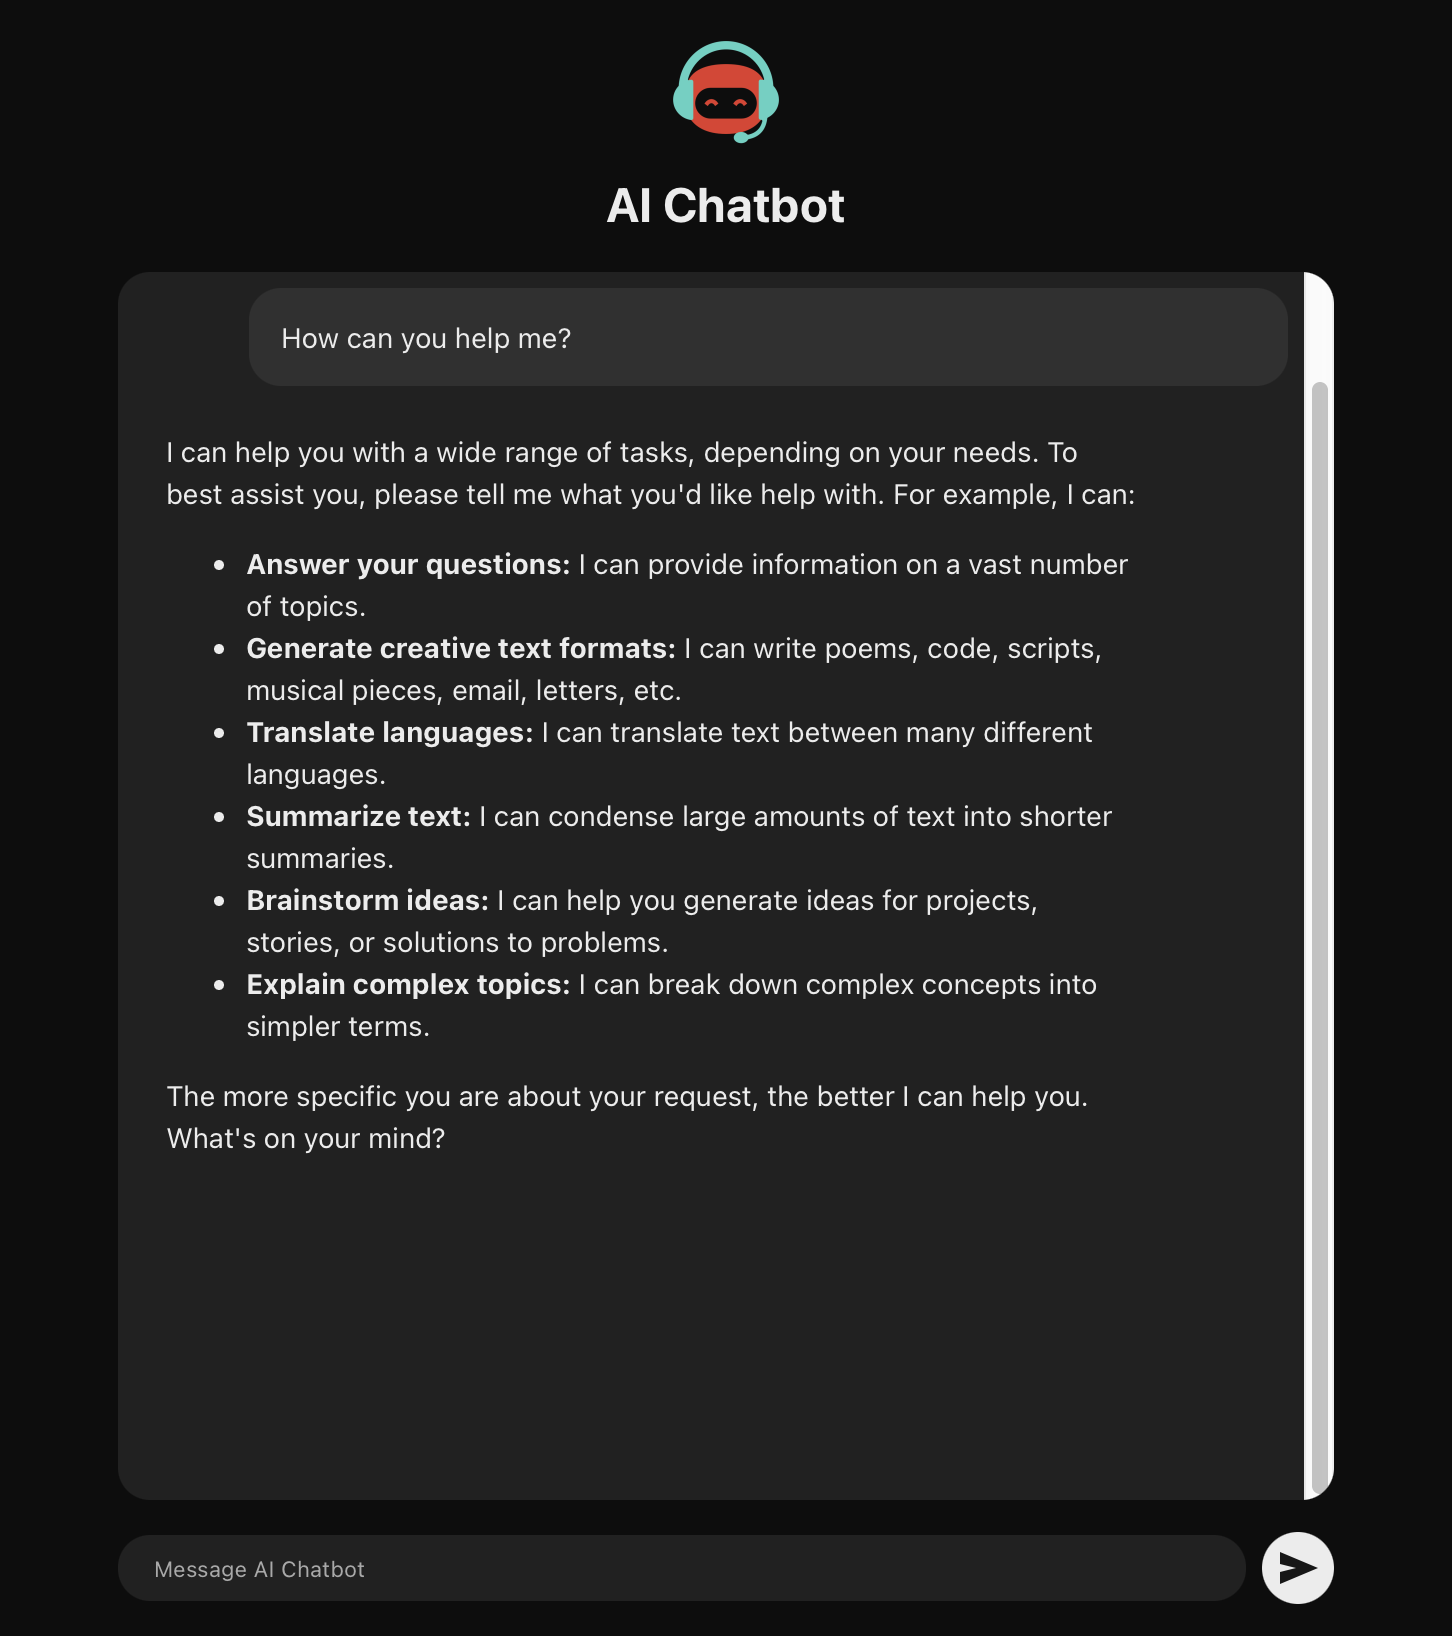 AI Chatbot
How can you help me?
I can help you with a wide range of tasks, depending on your needs. To
best assist you, please tell me what you'd like help with. For example, I can:
• Answer your questions: I can provide information on a vast number
of topics.
• Generate creative text formats: I can write poems, code, scripts,
musical pieces, email, letters, etc.
• Translate languages: I can translate text between many different
languages.
• Summarize text: I can condense large amounts of text into shorter
summaries.
• Brainstorm ideas: I can help you generate ideas for projects,
stories, or solutions to problems.
• Explain complex topics: I can break down complex concepts into
simpler terms.
The more specific you are about your request, the better I can help you.
What's on your mind?
Message AI Chatbot